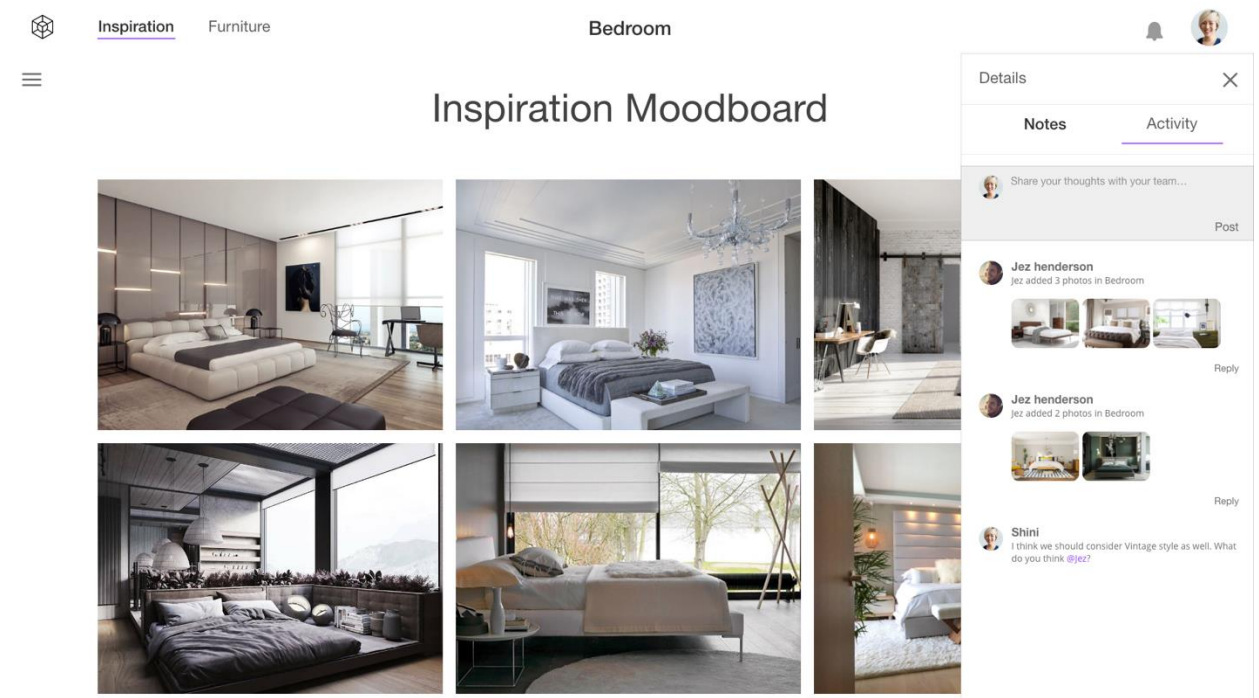 Inspiration Furniture Bedroom
Inspiration Moodboard
Details
Notes Activity
Share your thoughts with your team...
Post
Jez henderson
Jez added 3 photos in Bedroom
Reply
Jez henderson
Jez added 2 photos in Bedroom
Reply
Shini
I think we should consider Vintage style as well. What
do you think @Jez?